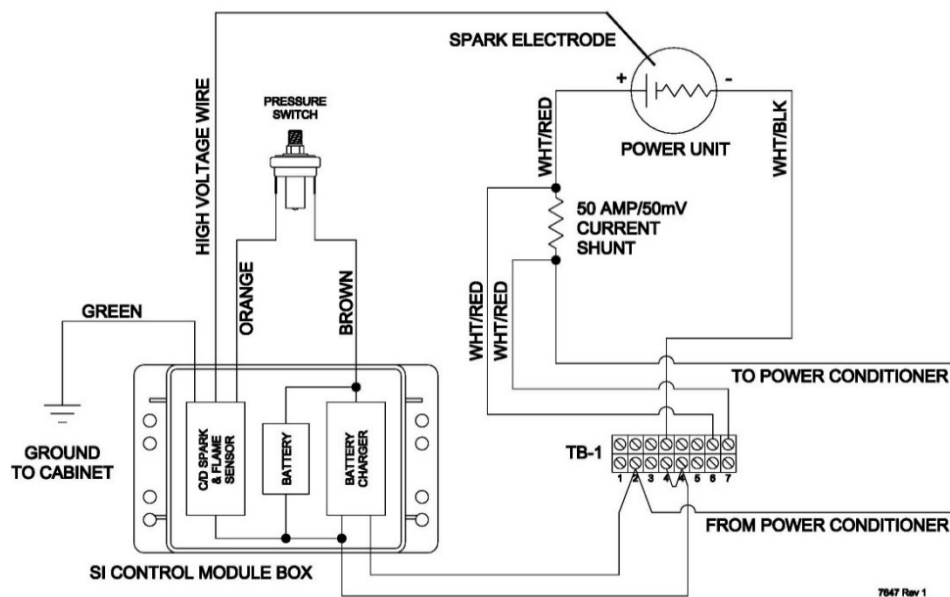 SPARK ELECTRODE
+
-
POWER UNIT
HIGH VOLTAGE WIRE
PRESSURE
SWITCH
WHT/RED
WHT/BLK
50 AMP/50mV
CURRENT
SHUNT
ORANGE
BROWN
WHT/RED
WHT/RED
GREEN
TO POWER CONDITIONER
GROUND
TO CABINET
C/D SPARK
& FLAME
SENSOR
BATTERY
BATTERY
CHARGER
TB-1
1 2 3 4 4 5 6 7
FROM POWER CONDITIONER
SI CONTROL MODULE BOX
7647 Rev 1